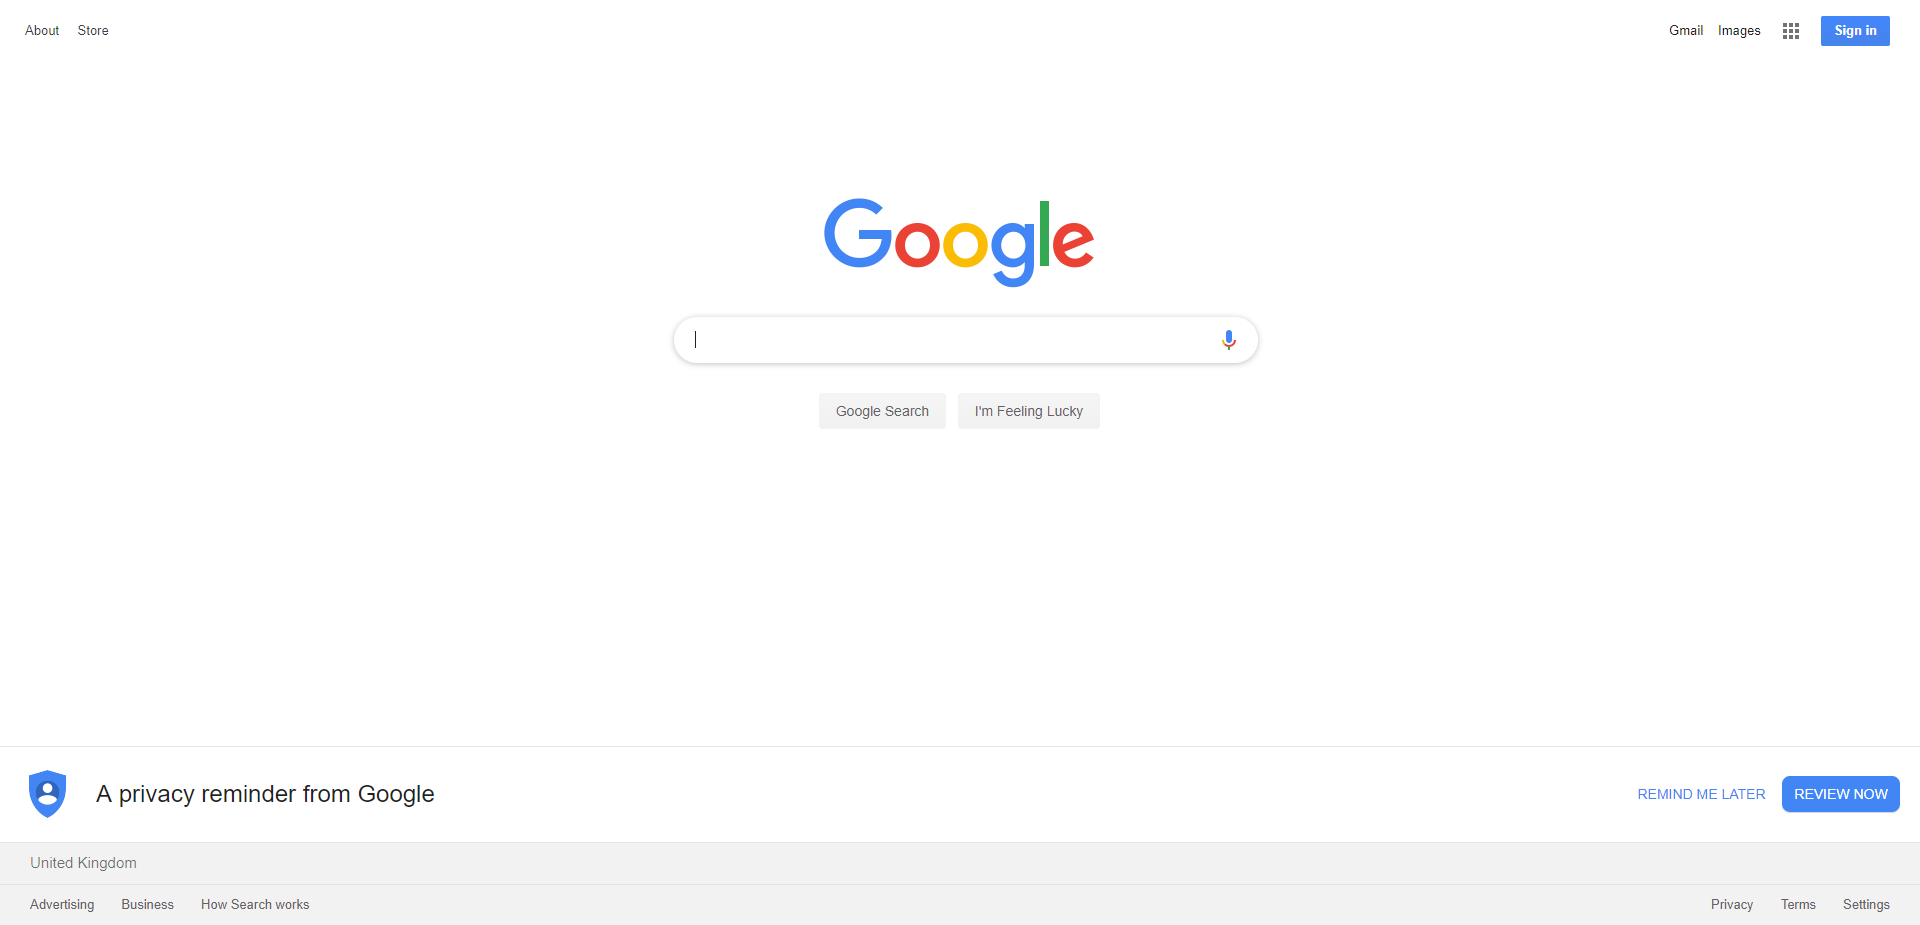 About Store Gmail Images Sign in
Google
Google Search I'm Feeling Lucky
A privacy reminder from Google REMIND ME LATER REVIEW NOW
United Kingdom
Advertising Business How Search works Privacy Terms Settings